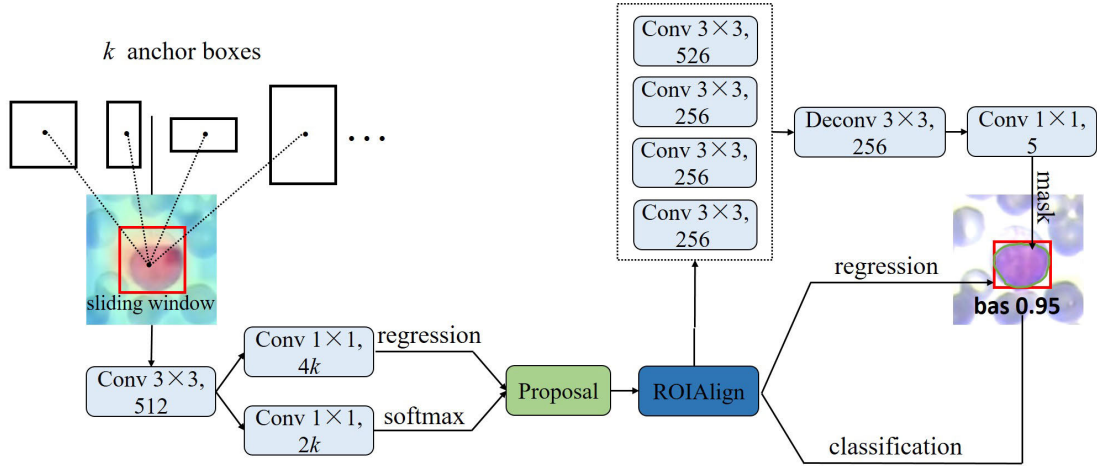 k anchor boxes
...
sliding window
Conv 3×3,
512
Conv 1×1,
4k
regression
Conv 1×1,
2k
softmax
Proposal
ROIAlign
Conv 3×3,
526
Conv 3×3,
256
Conv 3×3,
256
Conv 3×3,
256
Deconv 3×3,
256
Conv 1×1,
5
mask
regression
bas 0.95
classification